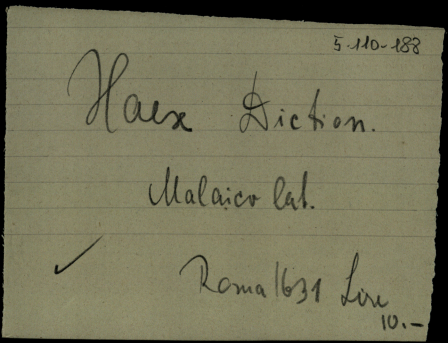 5-110-188
Haex Diction.
Malaico lat.
Roma 1631 Lire
10.-